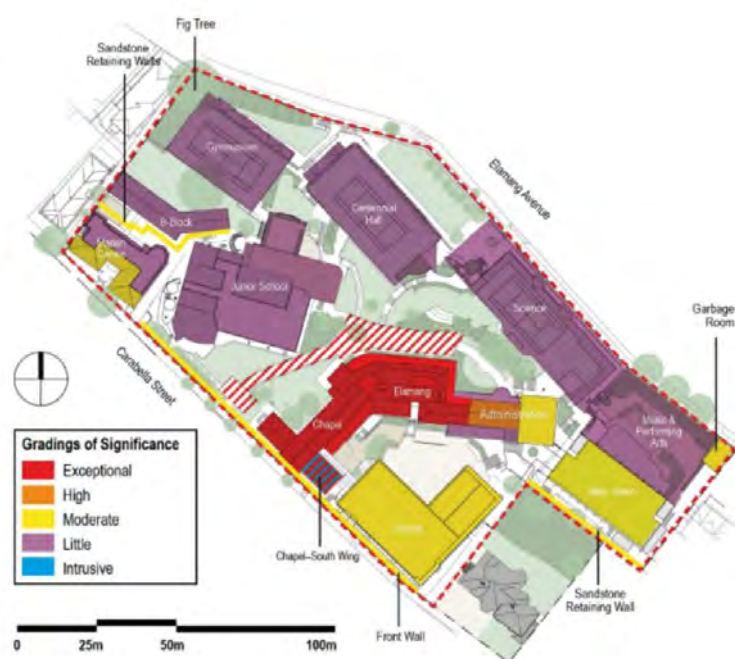 Fig Tree
Sandstone
Retaining Walls
Gymnasium
Elamang Avenue
Centennial
Hall
B-Block
Marian
Centre
Junior School
Science
Garbage
Room
Carabella Street
Elamang
Administration
Chapel
Music &
Performing
Arts
Gradings of Significance
Exceptional
High
Moderate
Little
Intrusive
Chapel–South Wing
Sandstone
Retaining Wall
Front Wall
0
25m
50m
100m